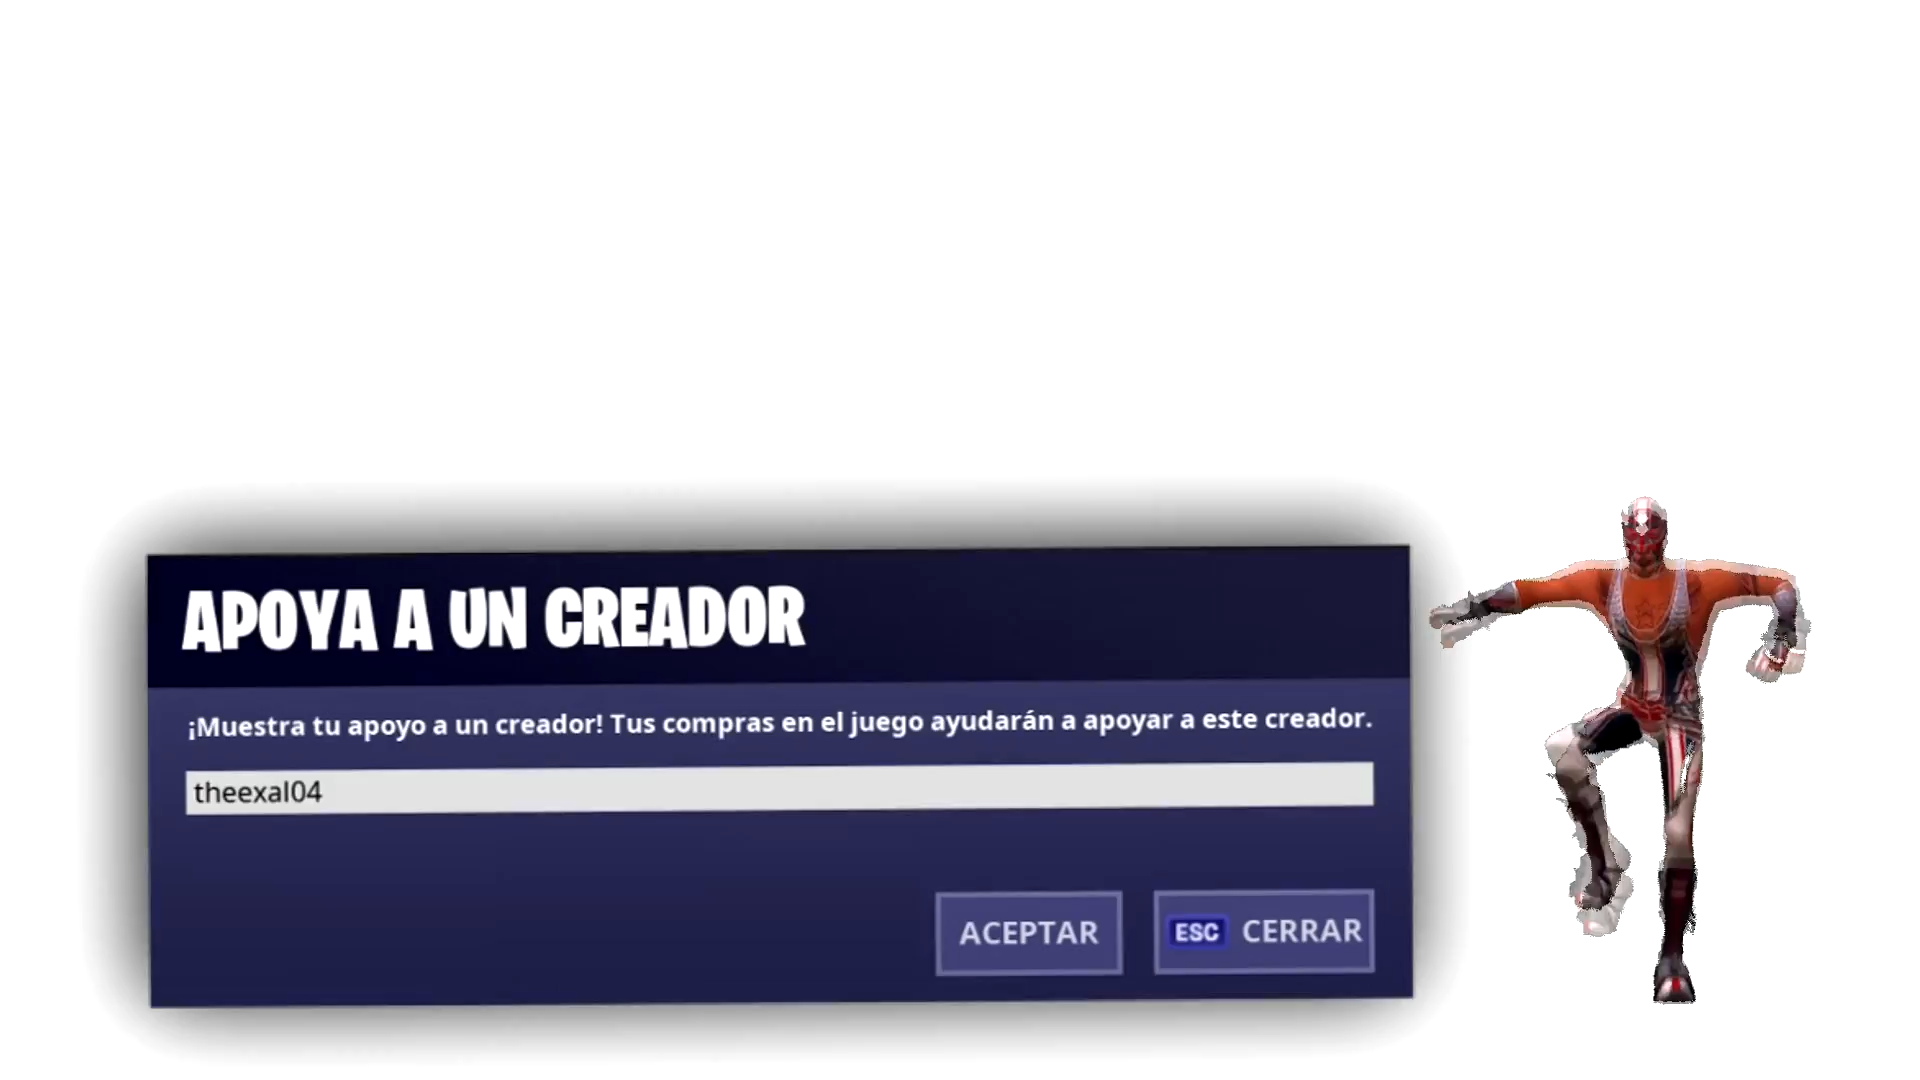 APOYA A UN CREADOR
¡Muestra tu apoyo a un creador! Tus compras en el juego ayudarán a apoyar a este creador.
theexal04
ACEPTAR
ESC CERRAR